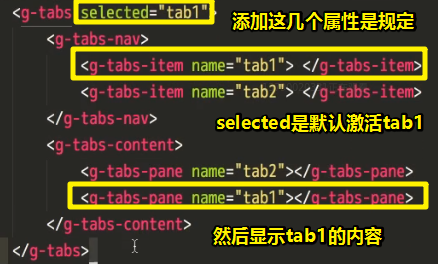 <g-tabs selected="tab1">
添加这几个属性是规定
<g-tabs-nav>
<g-tabs-item name="tab1"> </g-tabs-item>
<g-tabs-item name="tab2"> </g-tabs-item>
</g-tabs-nav>
selected是默认激活tab1
<g-tabs-content>
<g-tabs-pane name="tab2"></g-tabs-pane>
<g-tabs-pane name="tab1"></g-tabs-pane>
</g-tabs-content>
然后显示tab1的内容
</g-tabs>